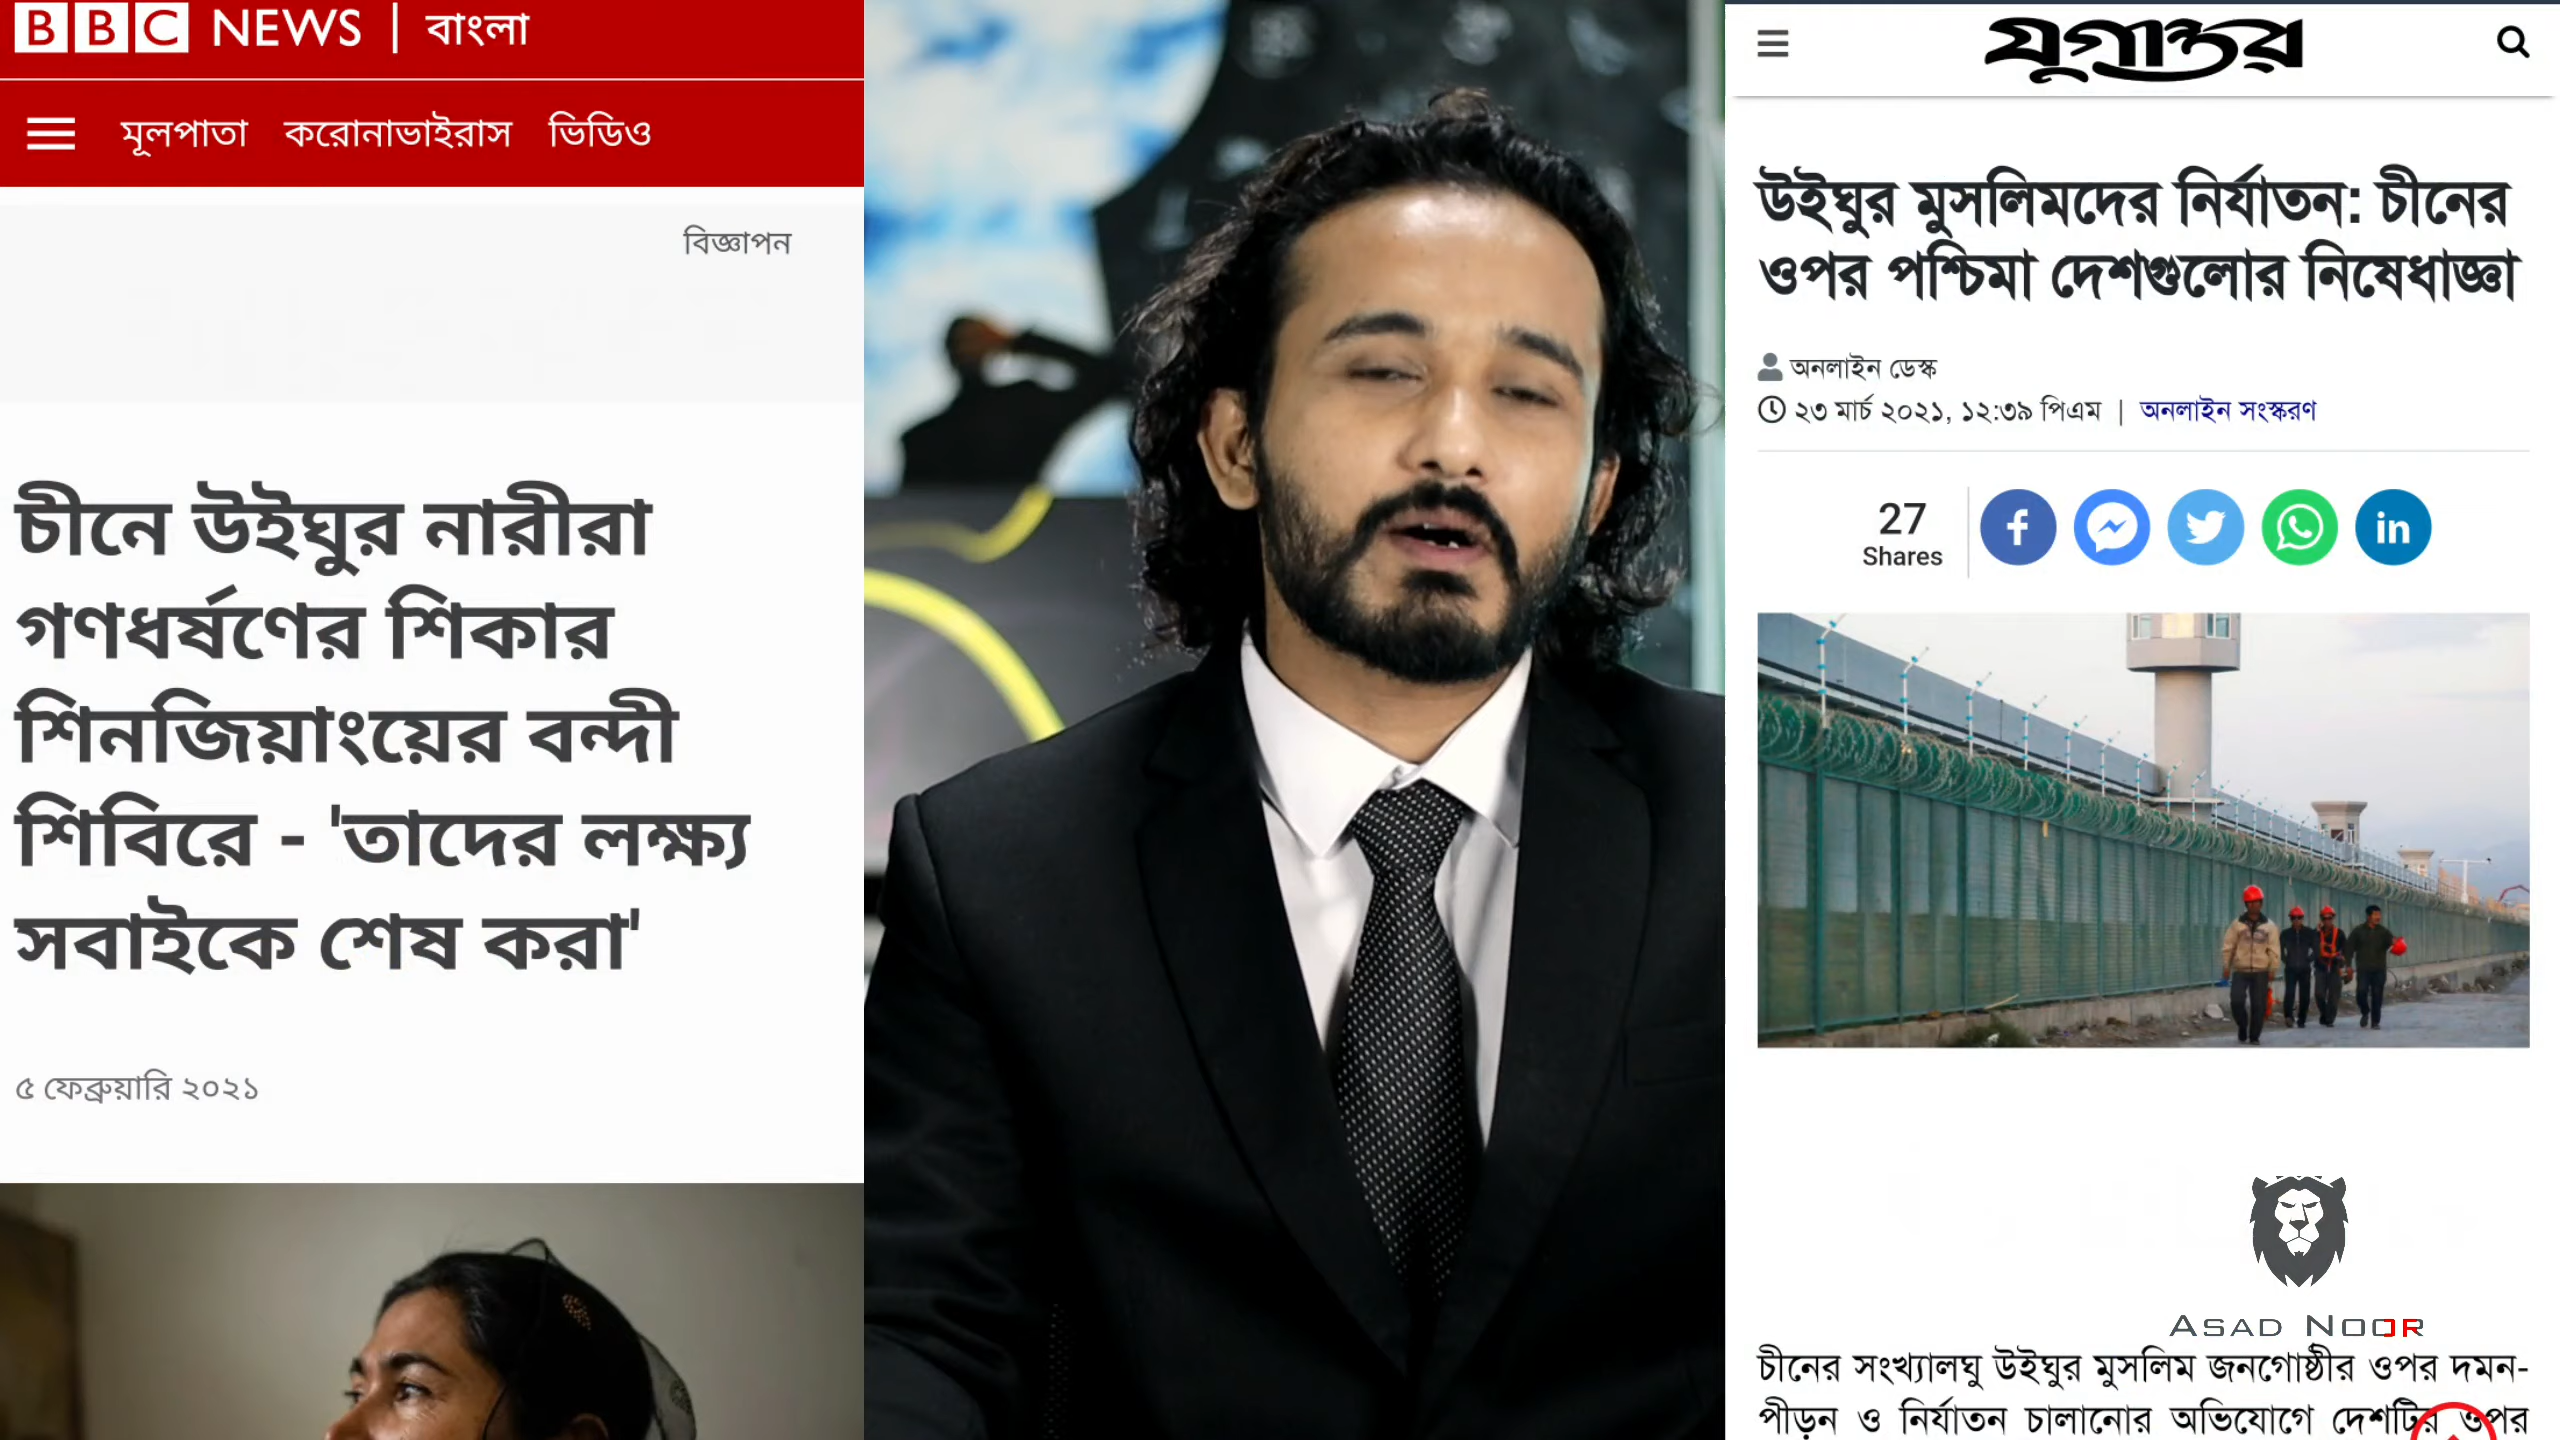 BBC NEWS | বাংলা
মূলপাতা করোনাভাইরাস ভিডিও
বিজ্ঞাপন
চীনে উইঘুর নারীরা
গণধর্ষণের শিকার
শিনজিয়াংয়ের বন্দী
শিবিরে - 'তাদের লক্ষ্য
সবাইকে শেষ করা'
৫ ফেব্রুয়ারি ২০২১
যুগান্তর
উইঘুর মুসলিমদের নির্যাতন: চীনের
ওপর পশ্চিমা দেশগুলোর নিষেধাজ্ঞা
অনলাইন ডেস্ক
২৩ মার্চ ২০২১, ১২:৩৯ পিএম | অনলাইন সংস্করণ
27
Shares
ASAD NOOR
চীনের সংখ্যালঘু উইঘুর মুসলিম জনগোষ্ঠীর ওপর দমন-
পীড়ন ও নির্যাতন চালানোর অভিযোগে দেশটির ওপর